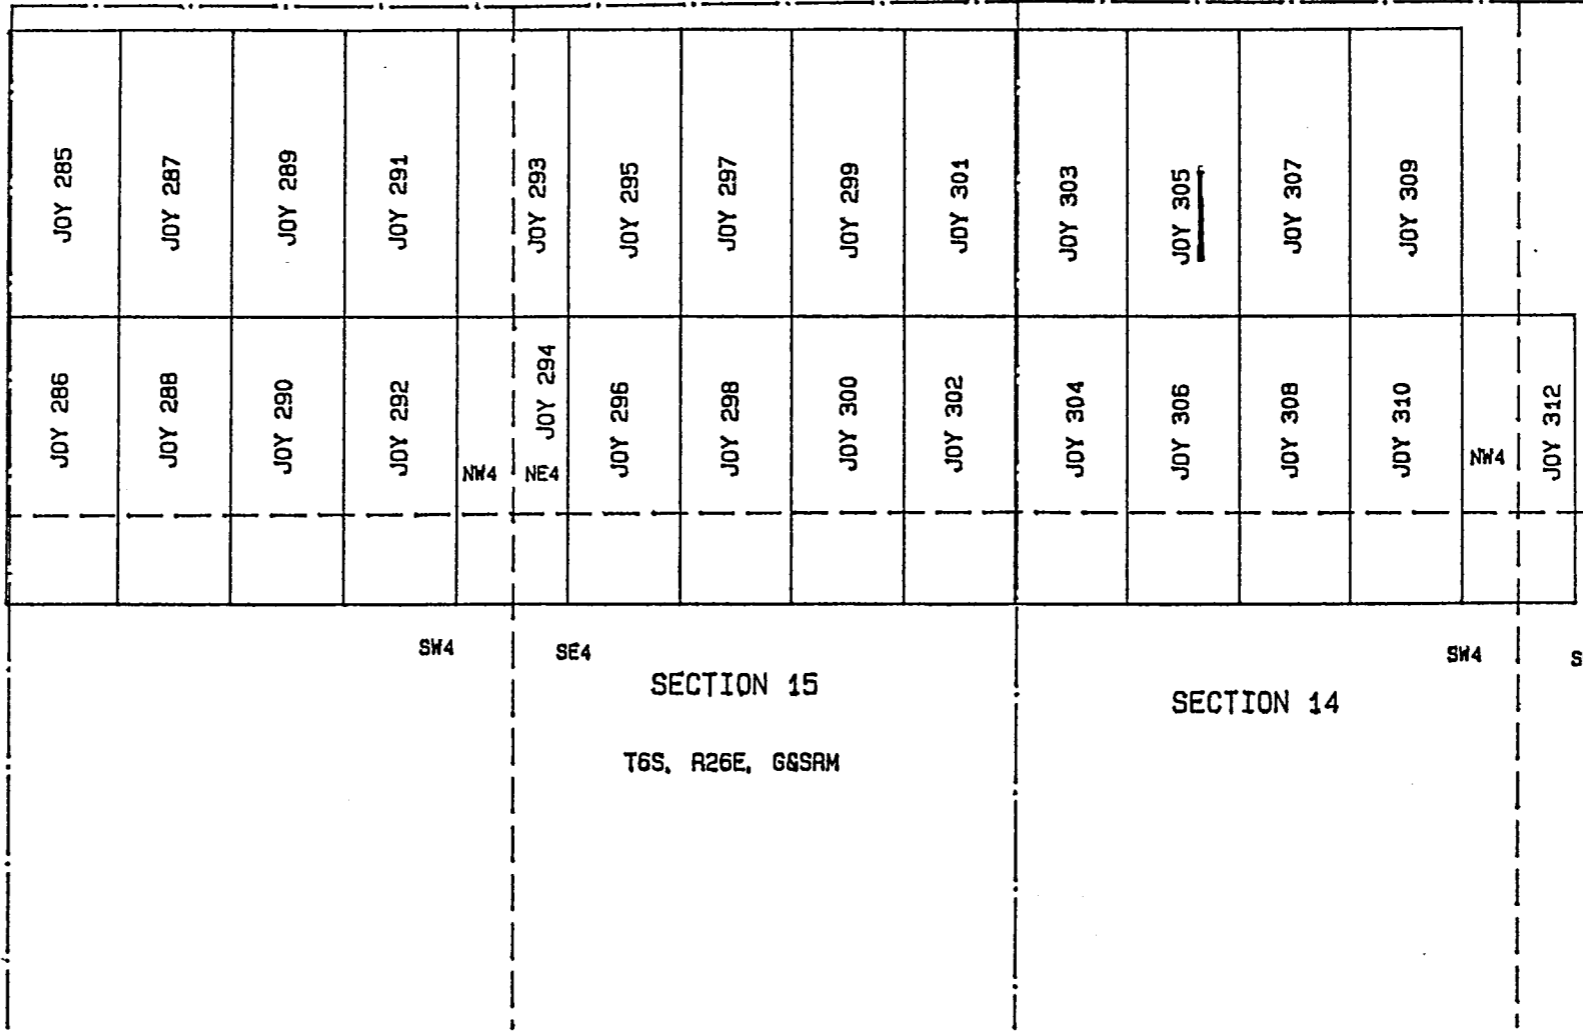 JOY 285
JOY 287
JOY 289
JOY 291
JOY 293
JOY 295
JOY 297
JOY 299
JOY 301
JOY 303
JOY 305
JOY 307
JOY 309
JOY 286
JOY 288
JOY 290
JOY 292
NW4
JOY 294
NE4
JOY 296
JOY 298
JOY 300
JOY 302
JOY 304
JOY 306
JOY 308
JOY 310
NW4
JOY 312
SW4
SE4
SW4
S
SECTION 15
SECTION 14
T6S, R26E, G&SRM